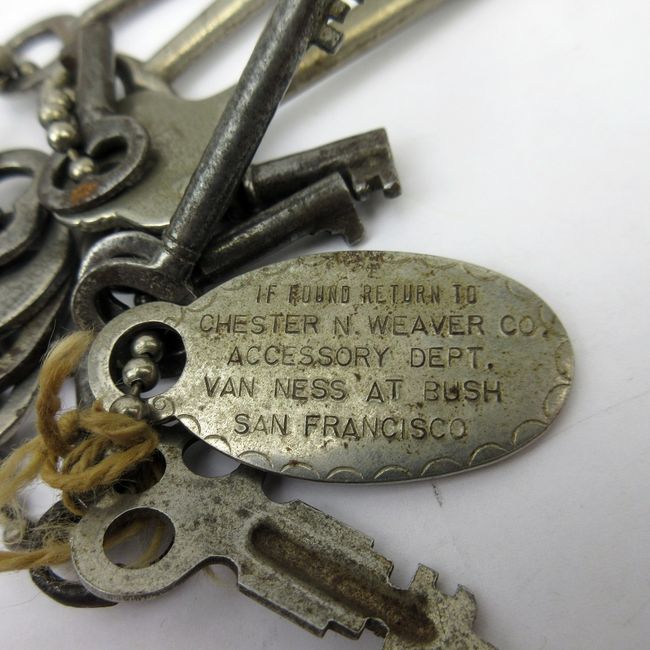 IF FOUND RETURN TO
CHESTER N. WEAVER CO.
ACCESSORY DEPT.
VAN NESS AT BUSH
SAN FRANCISCO